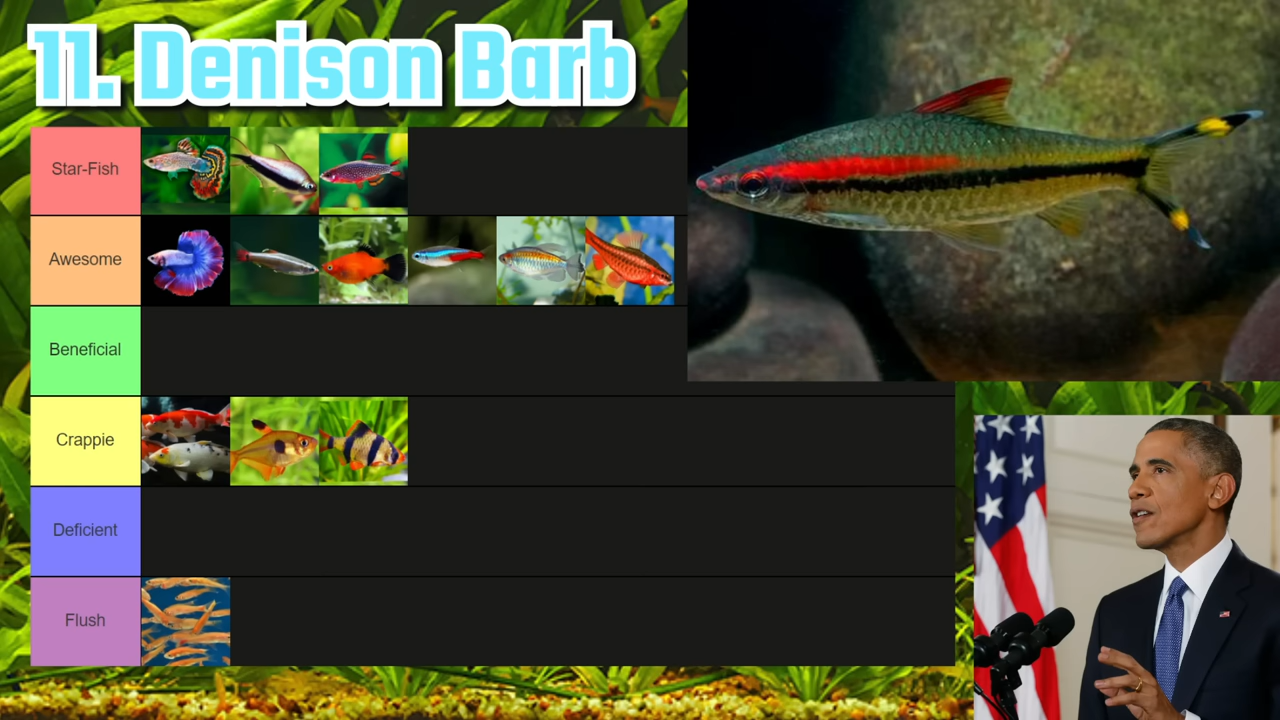 11. Denison Barb
Star-Fish
Awesome
Beneficial
Crappie
Deficient
Flush